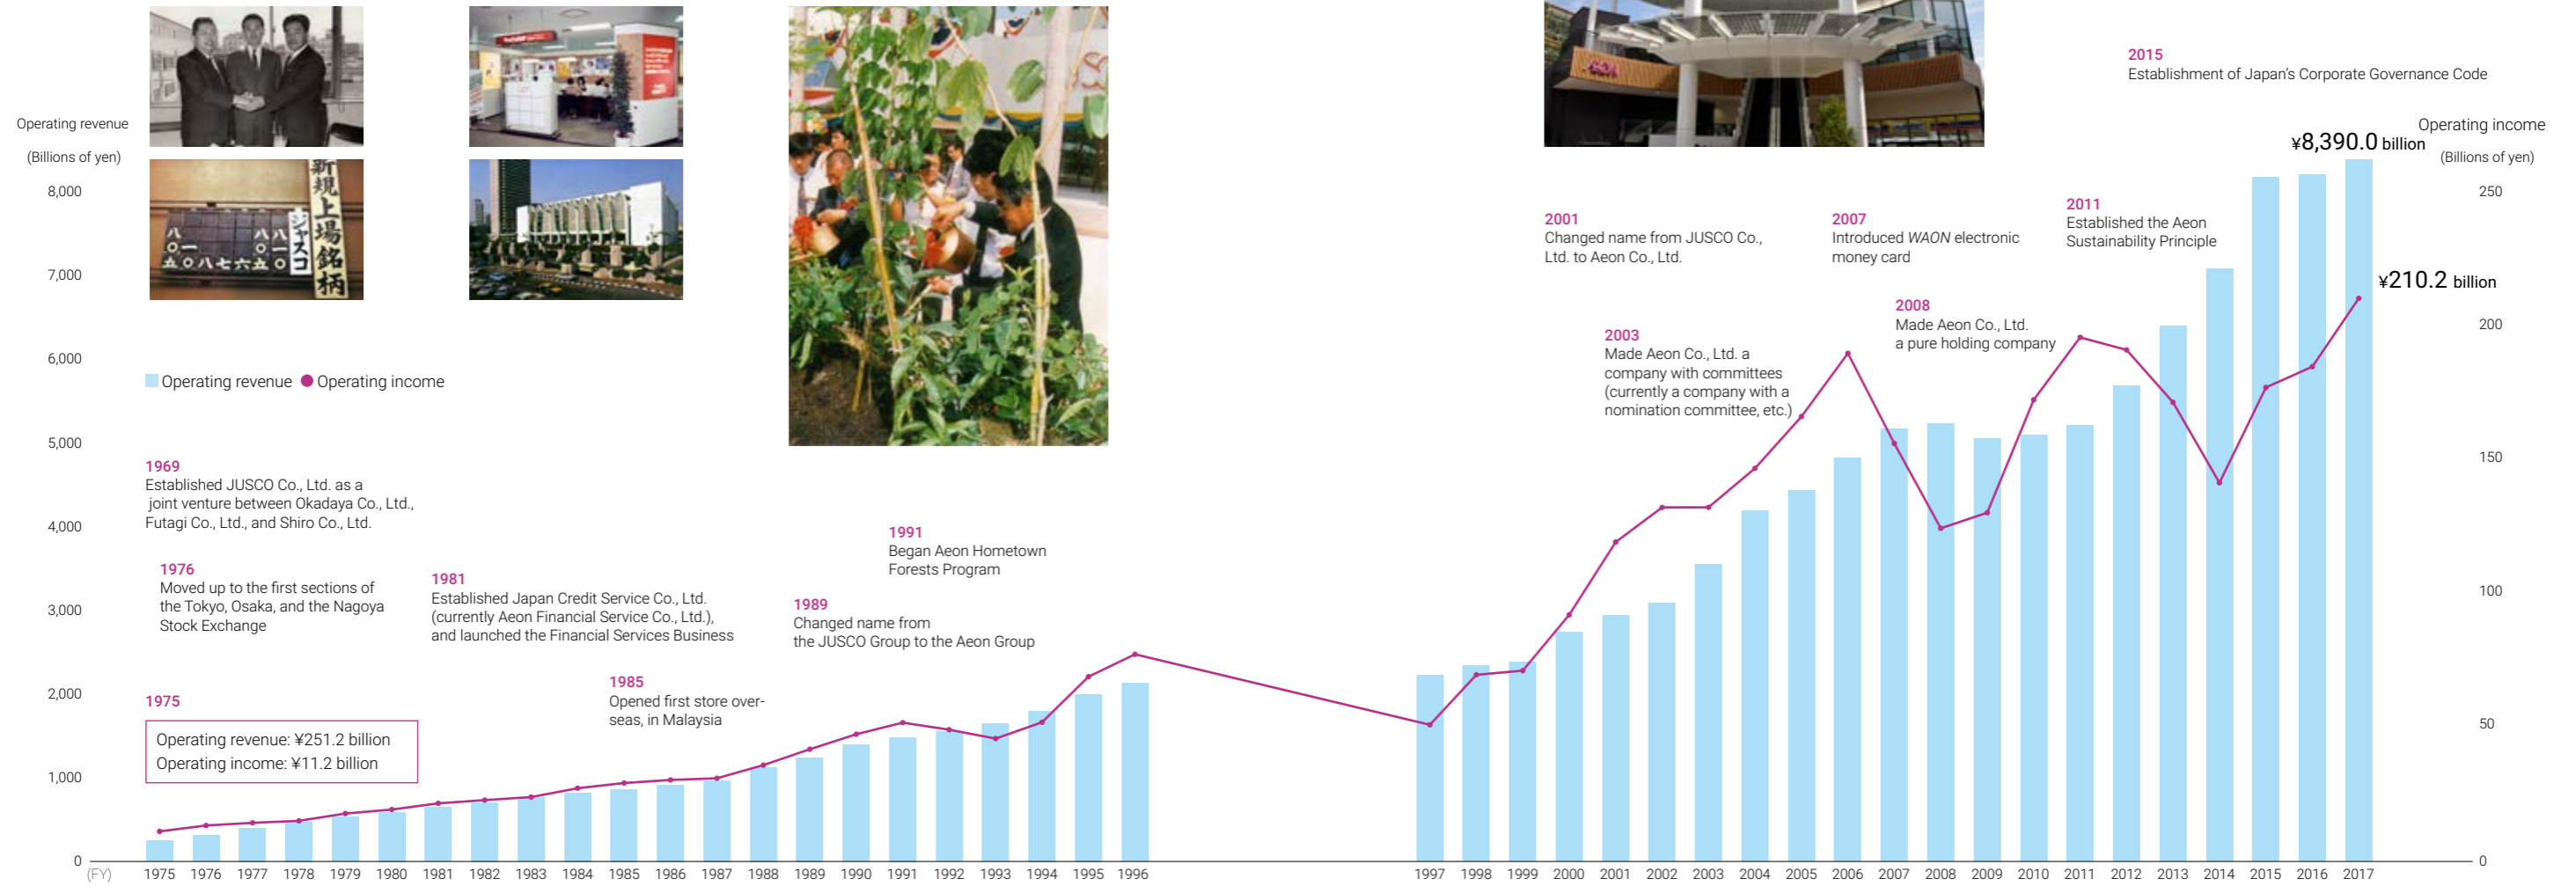 Operating revenue
(Billions of yen)
8,000
7,000
6,000
5,000
4,000
3,000
2,000
1,000
0
新規上場銘柄
ジャスコ
AEON
Operating revenue Operating income
1969
Established JUSCO Co., Ltd. as a
joint venture between Okadaya Co., Ltd.,
Futagi Co., Ltd., and Shiro Co., Ltd.
1976
Moved up to the first sections of
the Tokyo, Osaka, and the Nagoya
Stock Exchange
1975
Operating revenue: ¥251.2 billion
Operating income: ¥11.2 billion
1981
Established Japan Credit Service Co., Ltd.
(currently Aeon Financial Service Co., Ltd.),
and launched the Financial Services Business
1985
Opened first store over-
seas, in Malaysia
1991
Began Aeon Hometown
Forests Program
1989
Changed name from
the JUSCO Group to the Aeon Group
2001
Changed name from JUSCO Co.,
Ltd. to Aeon Co., Ltd.
2003
Made Aeon Co., Ltd. a
company with committees
(currently a company with a
nomination committee, etc.)
2007
Introduced WAON electronic
money card
2008
Made Aeon Co., Ltd.
a pure holding company
2011
Established the Aeon
Sustainability Principle
2015
Establishment of Japan's Corporate Governance Code
¥8,390.0 billion
¥210.2 billion
Operating income
(Billions of yen)
250
200
150
100
50
0
(FY) 1975 1976 1977 1978 1979 1980 1981 1982 1983 1984 1985 1986 1987 1988 1989 1990 1991 1992 1993 1994 1995 1996 1997 1998 1999 2000 2001 2002 2003 2004 2005 2006 2007 2008 2009 2010 2011 2012 2013 2014 2015 2016 2017